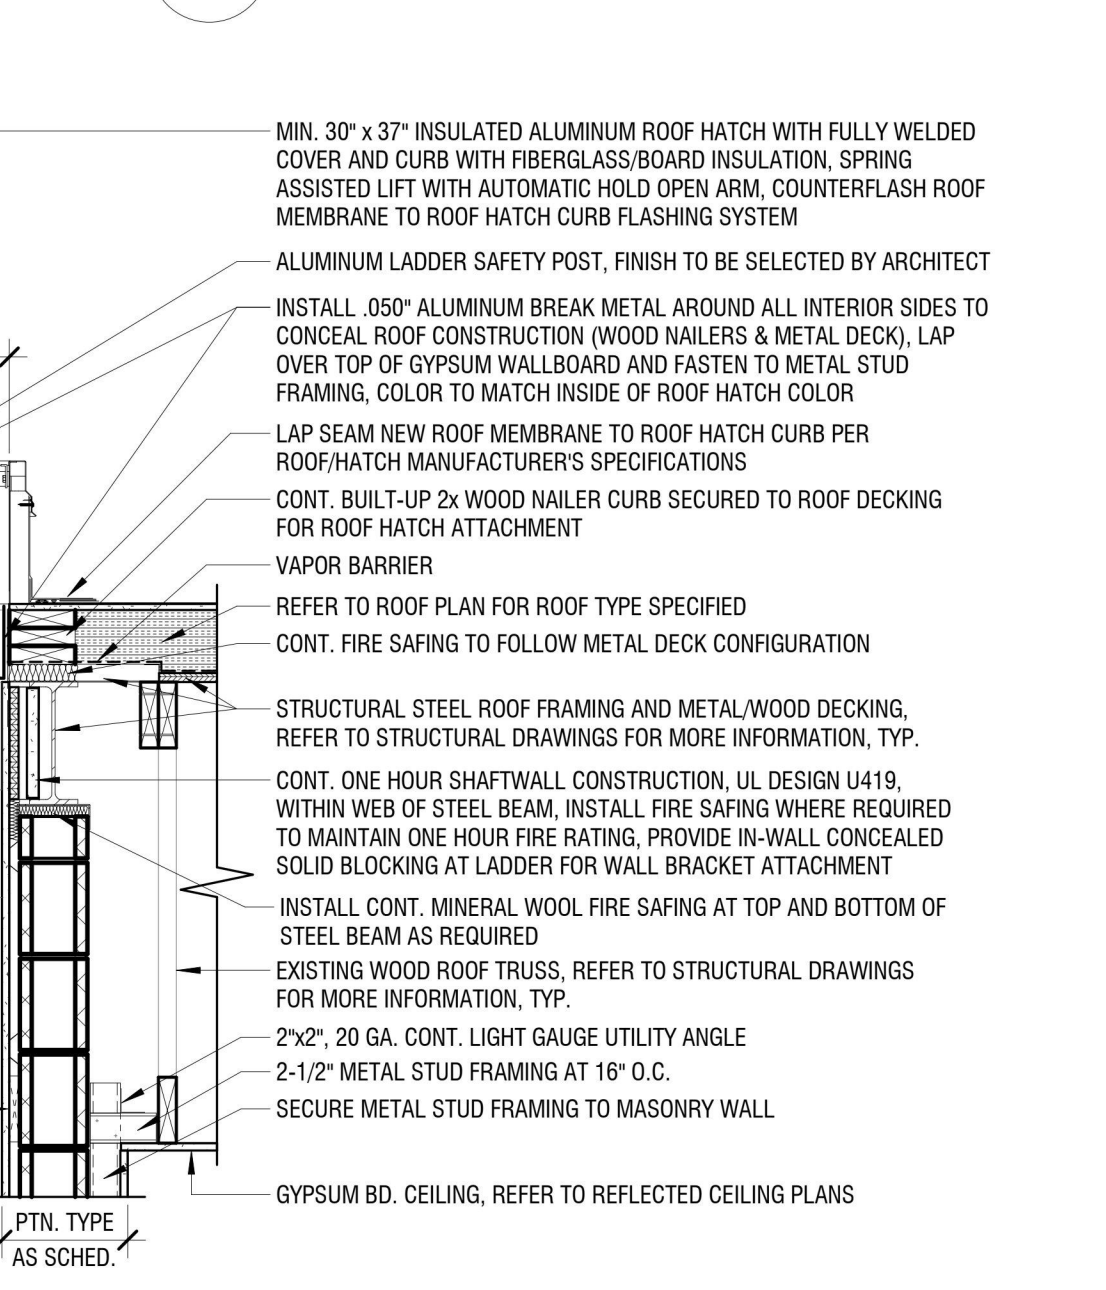 MIN. 30" x 37" INSULATED ALUMINUM ROOF HATCH WITH FULLY WELDED
COVER AND CURB WITH FIBERGLASS/BOARD INSULATION, SPRING
ASSISTED LIFT WITH AUTOMATIC HOLD OPEN ARM, COUNTERFLASH ROOF
MEMBRANE TO ROOF HATCH CURB FLASHING SYSTEM
ALUMINUM LADDER SAFETY POST, FINISH TO BE SELECTED BY ARCHITECT
INSTALL .050" ALUMINUM BREAK METAL AROUND ALL INTERIOR SIDES TO
CONCEAL ROOF CONSTRUCTION (WOOD NAILERS & METAL DECK), LAP
OVER TOP OF GYPSUM WALLBOARD AND FASTEN TO METAL STUD
FRAMING, COLOR TO MATCH INSIDE OF ROOF HATCH COLOR
LAP SEAM NEW ROOF MEMBRANE TO ROOF HATCH CURB PER
ROOF/HATCH MANUFACTURER'S SPECIFICATIONS
CONT. BUILT-UP 2x WOOD NAILER CURB SECURED TO ROOF DECKING
FOR ROOF HATCH ATTACHMENT
VAPOR BARRIER
REFER TO ROOF PLAN FOR ROOF TYPE SPECIFIED
CONT. FIRE SAFING TO FOLLOW METAL DECK CONFIGURATION
STRUCTURAL STEEL ROOF FRAMING AND METAL/WOOD DECKING,
REFER TO STRUCTURAL DRAWINGS FOR MORE INFORMATION, TYP.
CONT. ONE HOUR SHAFTWALL CONSTRUCTION, UL DESIGN U419,
WITHIN WEB OF STEEL BEAM, INSTALL FIRE SAFING WHERE REQUIRED
TO MAINTAIN ONE HOUR FIRE RATING, PROVIDE IN-WALL CONCEALED
SOLID BLOCKING AT LADDER FOR WALL BRACKET ATTACHMENT
INSTALL CONT. MINERAL WOOL FIRE SAFING AT TOP AND BOTTOM OF
STEEL BEAM AS REQUIRED
EXISTING WOOD ROOF TRUSS, REFER TO STRUCTURAL DRAWINGS
FOR MORE INFORMATION, TYP.
2"x2", 20 GA. CONT. LIGHT GAUGE UTILITY ANGLE
2-1/2" METAL STUD FRAMING AT 16" O.C.
SECURE METAL STUD FRAMING TO MASONRY WALL
GYPSUM BD. CEILING, REFER TO REFLECTED CEILING PLANS
PTN. TYPE
AS SCHED.